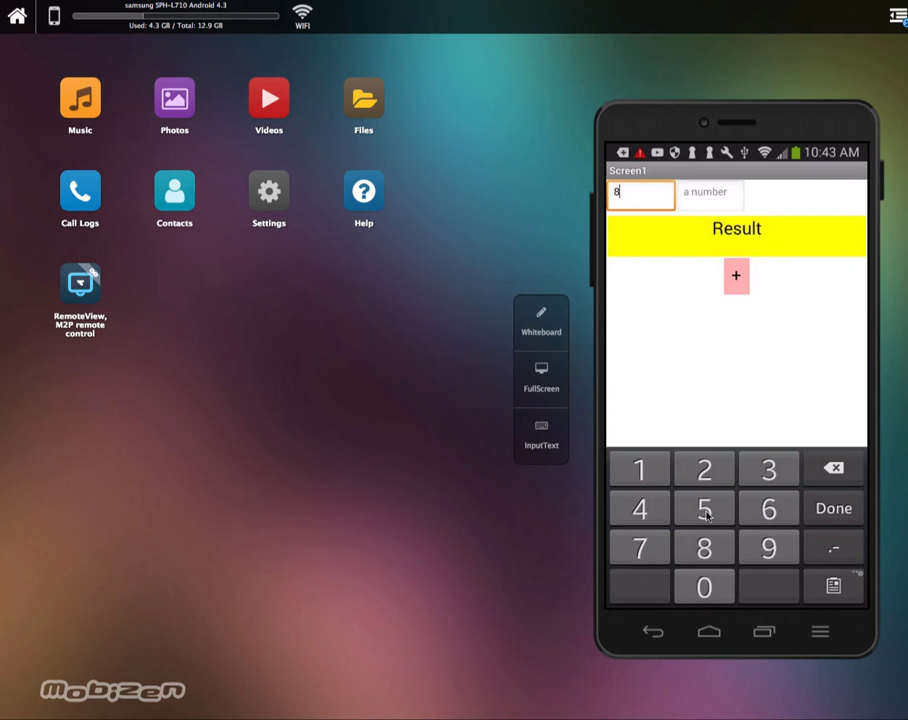 samsung SPH-L710 Android 4.3
Used: 4.3 GB / Total: 12.9 GB
WIFI
Music
Photos
Videos
Files
Call Logs
Contacts
Settings
Help
RemoteView,
M2P remote
control
Whiteboard
FullScreen
InputText
10:43 AM
Screen1
8
a number
Result
+
1 2 3
4 5 6 Done
7 8 9 .-
0
mobizen